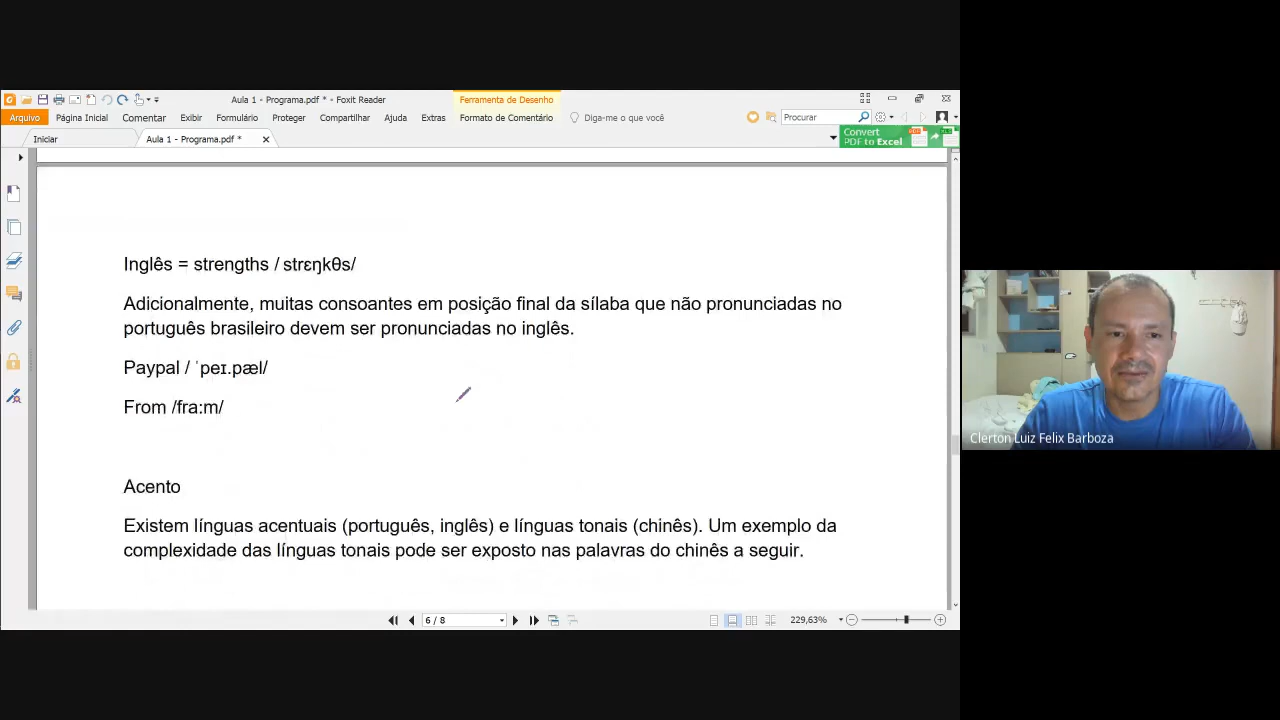 Aula 1 - Programa.pdf * - Foxit Reader
Ferramenta de Desenho
Arquivo
Página Inicial
Comentar
Exibir
Formulário
Proteger
Compartilhar
Ajuda
Extras
Formato de Comentário
Diga-me o que você
Procurar
Iniciar
Aula 1 - Programa.pdf *
Convert
PDF to Excel
Inglês = strengths / strɛŋkθs/
Adicionalmente, muitas consoantes em posição final da sílaba que não pronunciadas no
português brasileiro devem ser pronunciadas no inglês.
Paypal / ˈpeɪ.pæl/
From /fra:m/
Acento
Existem línguas acentuais (português, inglês) e línguas tonais (chinês). Um exemplo da
complexidade das línguas tonais pode ser exposto nas palavras do chinês a seguir.
6 / 8
229,63%
Clerton Luiz Felix Barboza